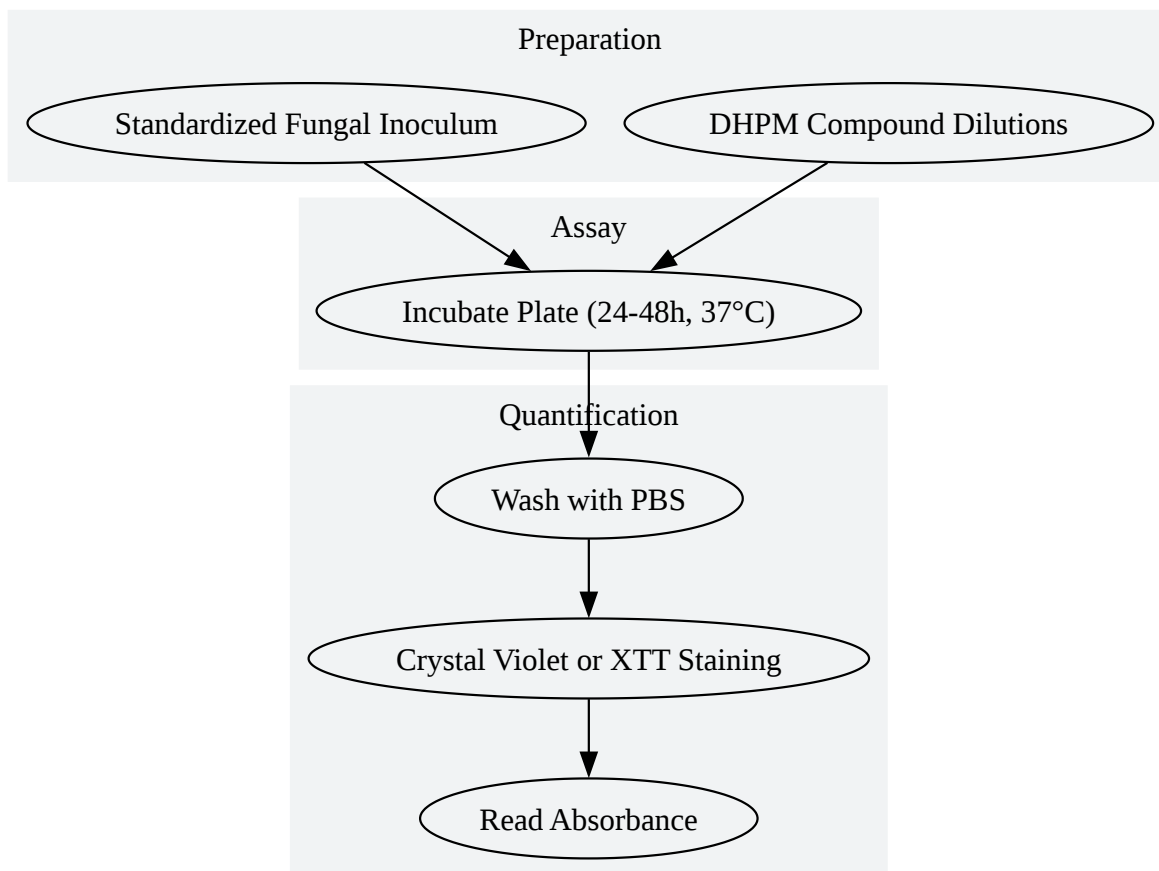 Preparation
Standardized Fungal Inoculum
DHPM Compound Dilutions
Assay
Incubate Plate (24-48h, 37°C)
Quantification
Wash with PBS
Crystal Violet or XTT Staining
Read Absorbance